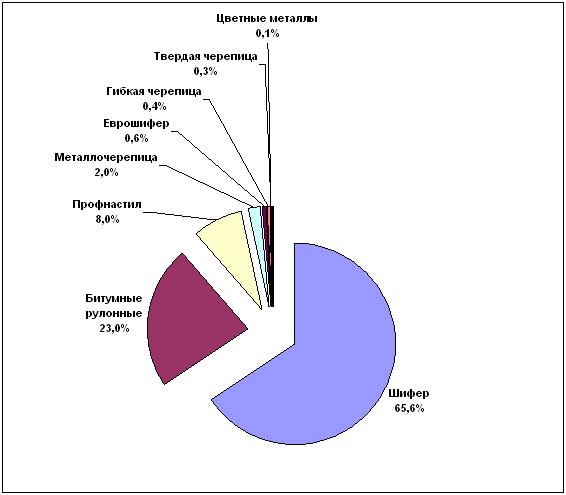 Цветные металлы
0,1%
Твердая черепица
0,3%
Гибкая черепица
0,4%
Еврошифер
0,6%
Металлочерепица
2,0%
Профнастил
8,0%
Битумные
рулонные
23,0%
Шифер
65,6%